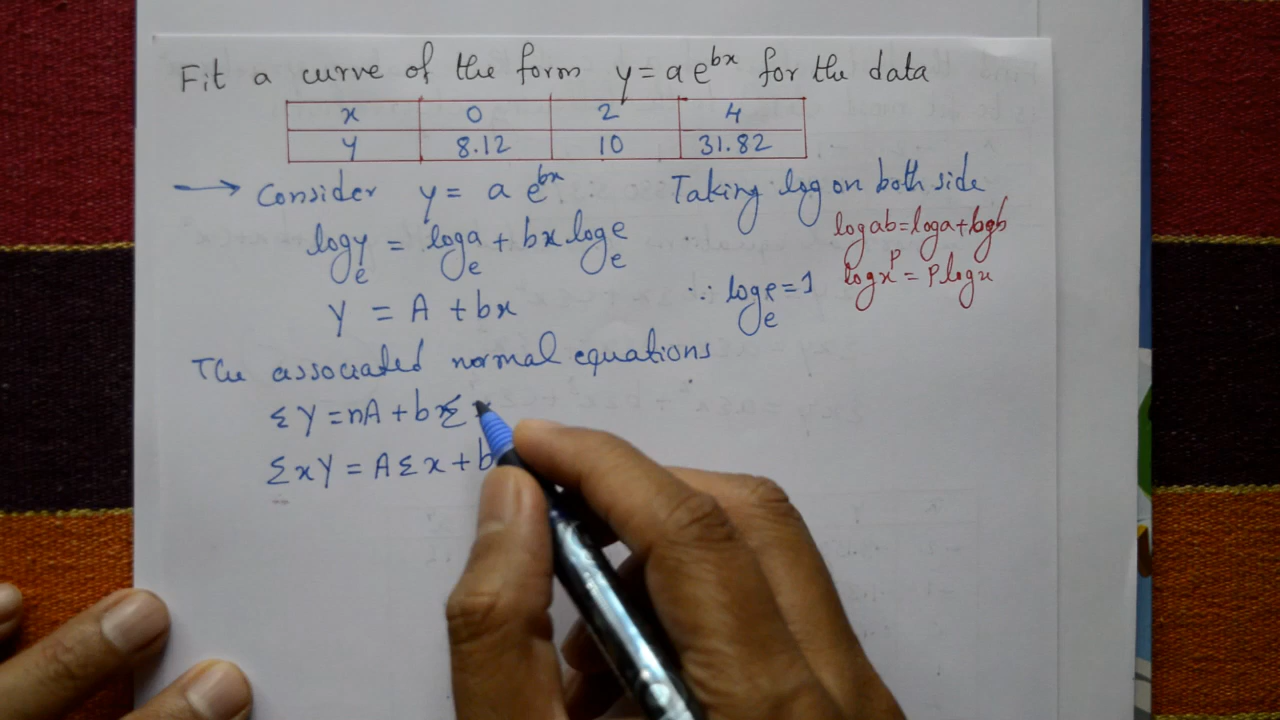 Fit a curve of the form y = a e^bx for the data
x 0 2 4
y 8.12 10 31.82
→ Consider y = a e^bx Taking log on both side
log_e y = log_e a + bx log_e e log ab = log a + log b
∵ log_e e = 1 log x^p = p log x
Y = A + bx
The associated normal equations
ΣY = nA + bxΣ
ΣxY = AΣx + b